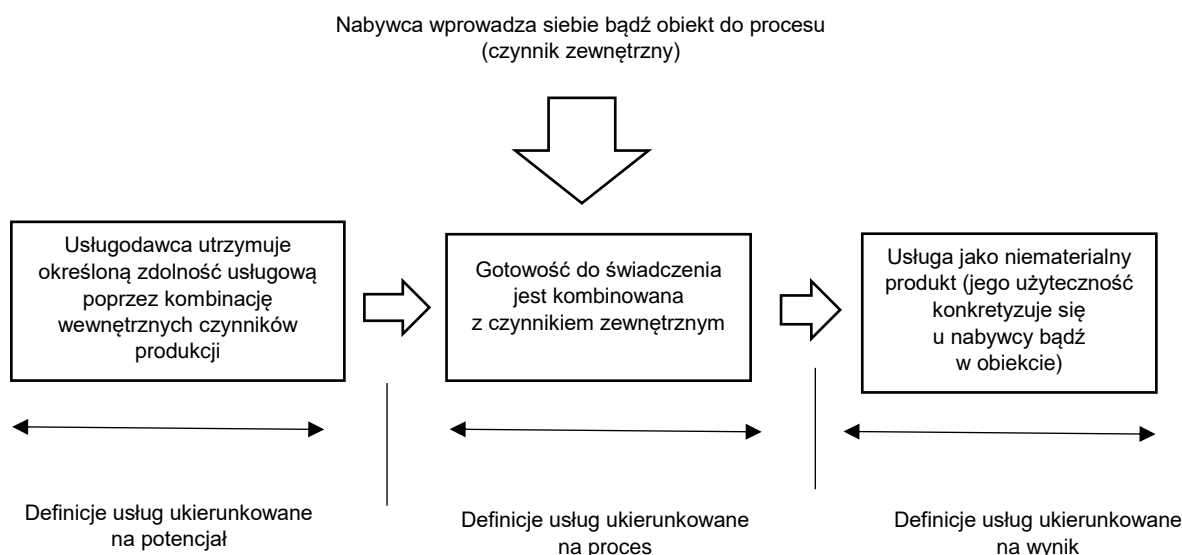 Nabywca wprowadza siebie bądź obiekt do procesu
(czynnik zewnętrzny)
Usługodawca utrzymuje
określoną zdolność usługową
poprzez kombinację
wewnętrznych czynników
produkcji
Gotowość do świadczenia
jest kombinowana
z czynnikiem zewnętrznym
Usługa jako niematerialny
produkt (jego użyteczność
konkretyzuje się
u nabywcy bądź
w obiekcie)
Definicje usług ukierunkowane
na potencjał
Definicje usług ukierunkowane
na proces
Definicje usług ukierunkowane
na wynik